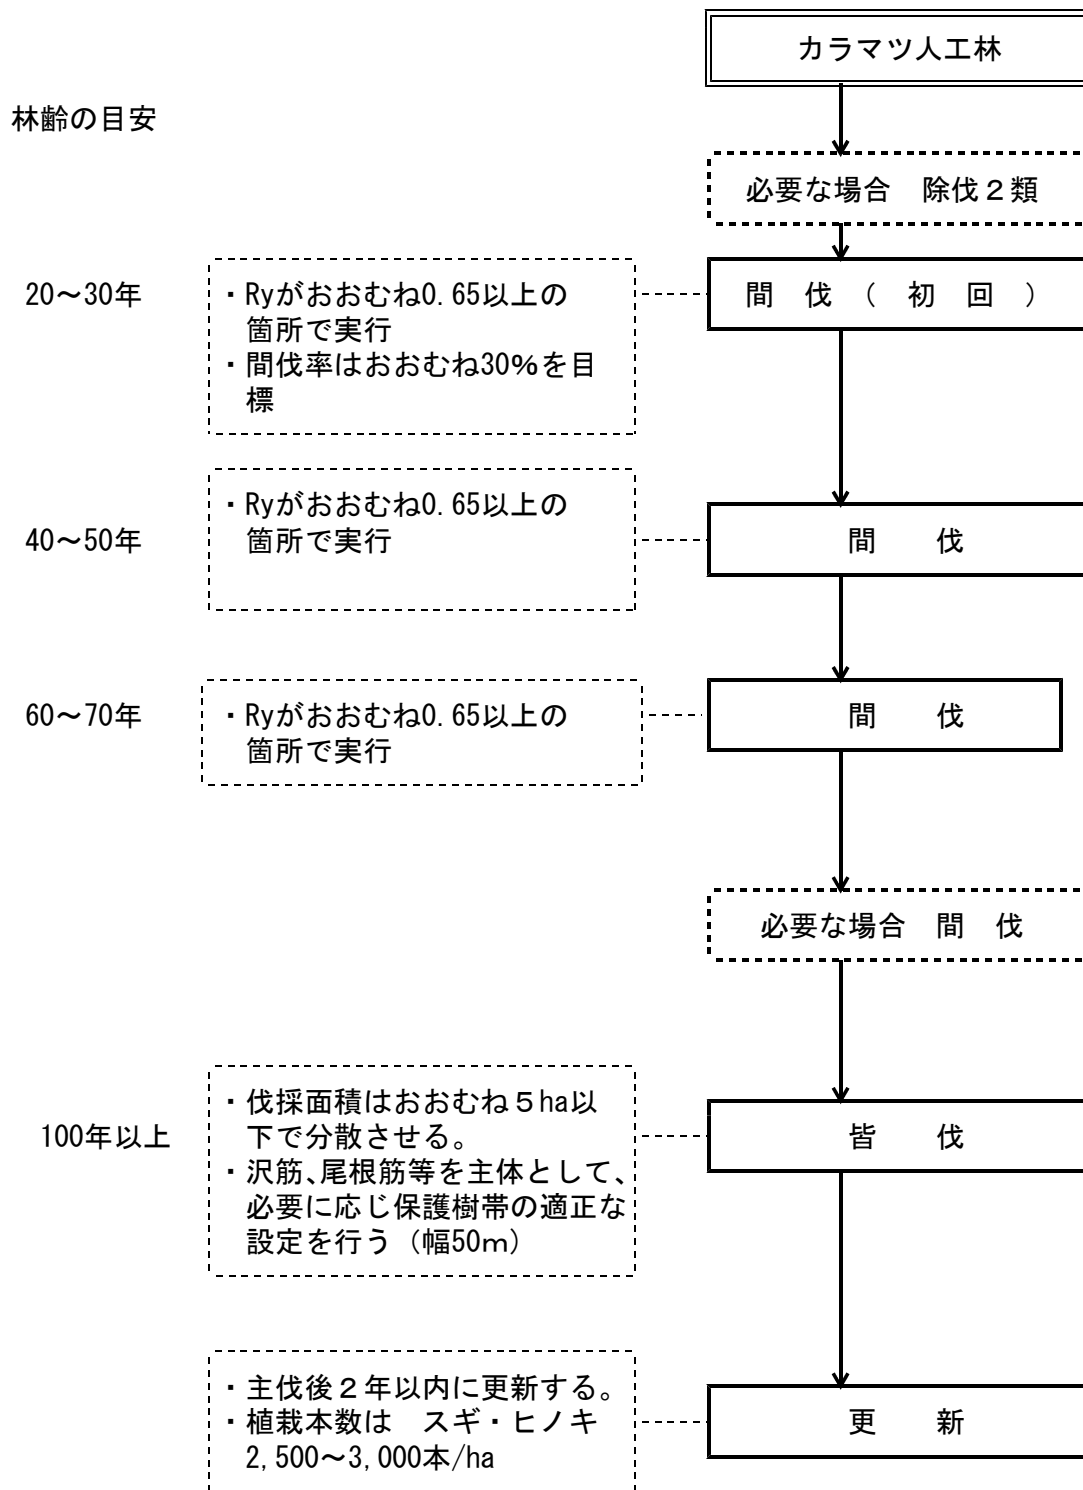 カラマツ人工林
林齢の目安
必要な場合　除伐２類
20～30年
・Ryがおおむね0.65以上の
箇所で実行
・間伐率はおおむね30％を目
標
間　伐　（　初　回　）
40～50年
・Ryがおおむね0.65以上の
箇所で実行
間　　伐
60～70年
・Ryがおおむね0.65以上の
箇所で実行
間　　伐
必要な場合　間　伐
100年以上
・伐採面積はおおむね５ha以
下で分散させる。
・沢筋、尾根筋等を主体として、
必要に応じ保護樹帯の適正な
設定を行う（幅50ｍ）
皆　　伐
・主伐後２年以内に更新する。
・植栽本数は　スギ・ヒノキ
2,500～3,000本/ha
更　　新